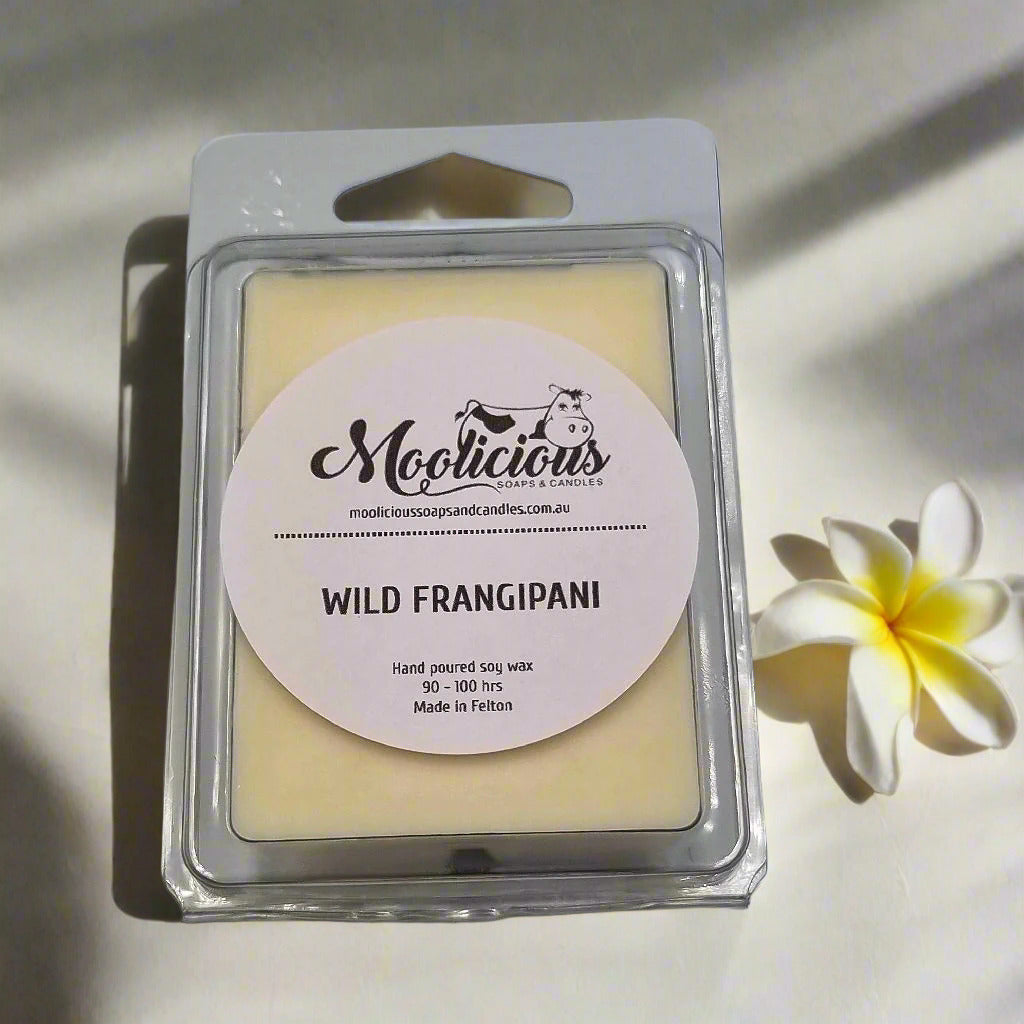 Moolicious
SOAPS & CANDLES
moolicioussoapsandcandles.com.au
WILD FRANGIPANI
Hand poured soy wax
90 - 100 hrs
Made in Felton